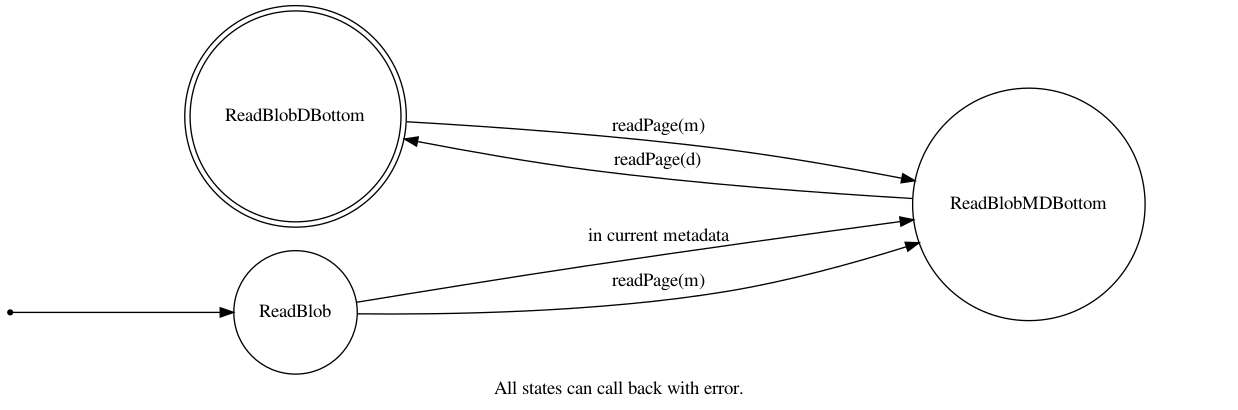 ReadBlobDBottom
readPage(m)
readPage(d)
ReadBlobMDBottom
in current metadata
readPage(m)
ReadBlob
All states can call back with error.